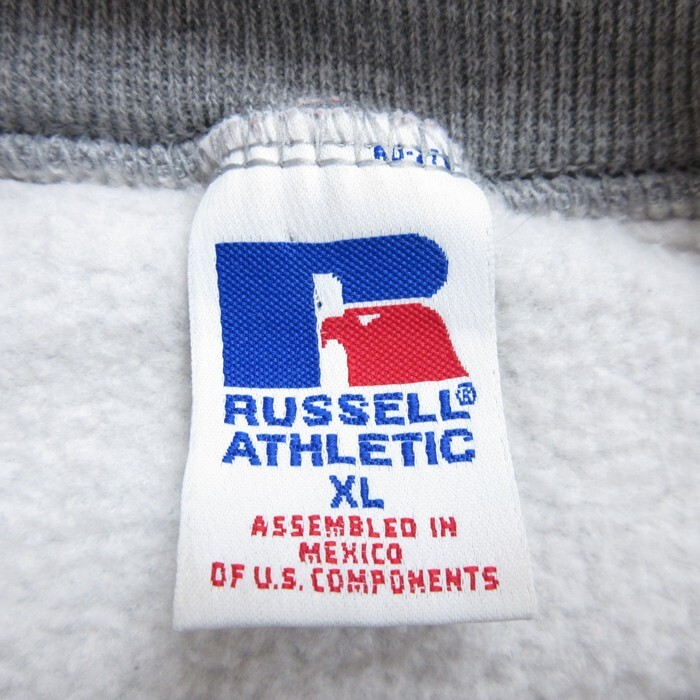 RUSSELL®
ATHLETIC
XL
ASSEMBLED IN
MEXICO
OF U.S. COMPONENTS